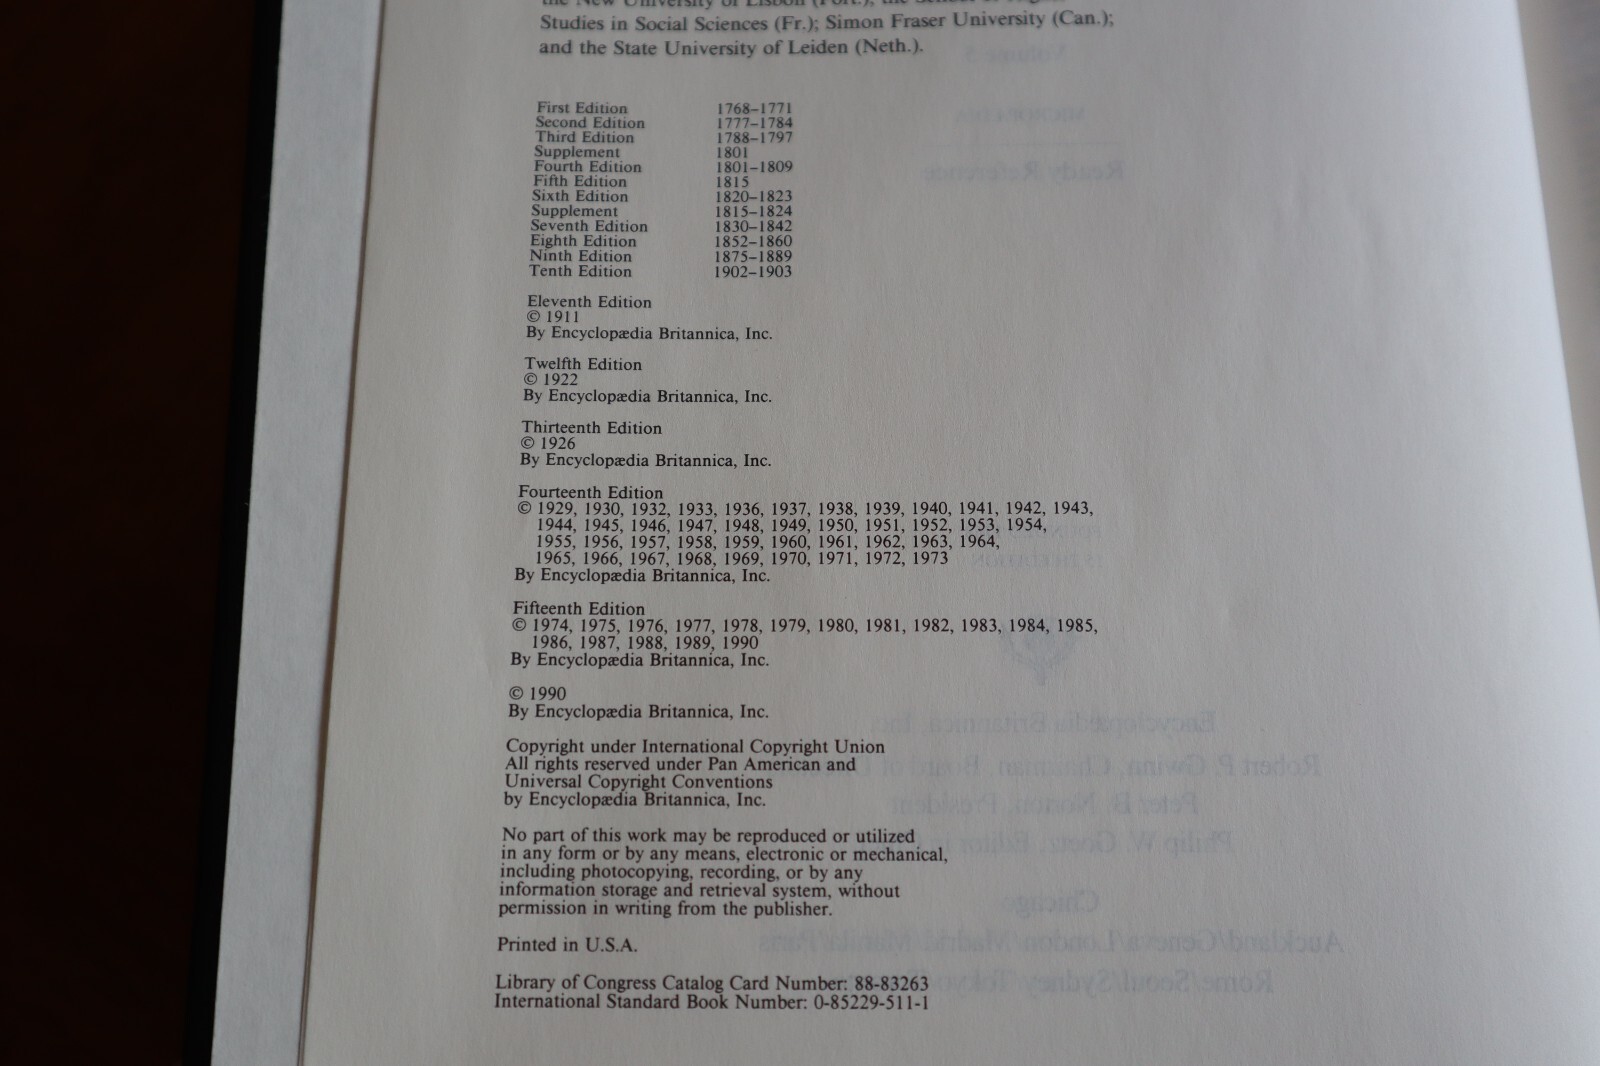 the New University of Lisbon (Port.); the School of
Studies in Social Sciences (Fr.); Simon Fraser University (Can.);
and the State University of Leiden (Neth.).
First Edition 1768–1771
Second Edition 1777–1784
Third Edition 1788–1797
Supplement 1801
Fourth Edition 1801–1809
Fifth Edition 1815
Sixth Edition 1820–1823
Supplement 1815–1824
Seventh Edition 1830–1842
Eighth Edition 1852–1860
Ninth Edition 1875–1889
Tenth Edition 1902–1903
Eleventh Edition
© 1911
By Encyclopædia Britannica, Inc.
Twelfth Edition
© 1922
By Encyclopædia Britannica, Inc.
Thirteenth Edition
© 1926
By Encyclopædia Britannica, Inc.
Fourteenth Edition
© 1929, 1930, 1932, 1933, 1936, 1937, 1938, 1939, 1940, 1941, 1942, 1943,
1944, 1945, 1946, 1947, 1948, 1949, 1950, 1951, 1952, 1953, 1954,
1955, 1956, 1957, 1958, 1959, 1960, 1961, 1962, 1963, 1964,
1965, 1966, 1967, 1968, 1969, 1970, 1971, 1972, 1973
By Encyclopædia Britannica, Inc.
Fifteenth Edition
© 1974, 1975, 1976, 1977, 1978, 1979, 1980, 1981, 1982, 1983, 1984, 1985,
1986, 1987, 1988, 1989, 1990
By Encyclopædia Britannica, Inc.
© 1990
By Encyclopædia Britannica, Inc.
Copyright under International Copyright Union
All rights reserved under Pan American and
Universal Copyright Conventions
by Encyclopædia Britannica, Inc.
No part of this work may be reproduced or utilized
in any form or by any means, electronic or mechanical,
including photocopying, recording, or by any
information storage and retrieval system, without
permission in writing from the publisher.
Printed in U.S.A.
Library of Congress Catalog Card Number: 88-83263
International Standard Book Number: 0-85229-511-1